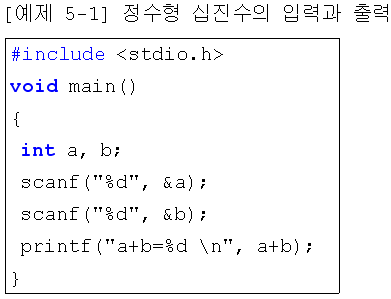 [예제 5-1] 정수형 십진수의 입력과 출력
#include <stdio.h>
void main()
{
int a, b;
scanf("%d", &a);
scanf("%d", &b);
printf("a+b=%d \n", a+b);
}